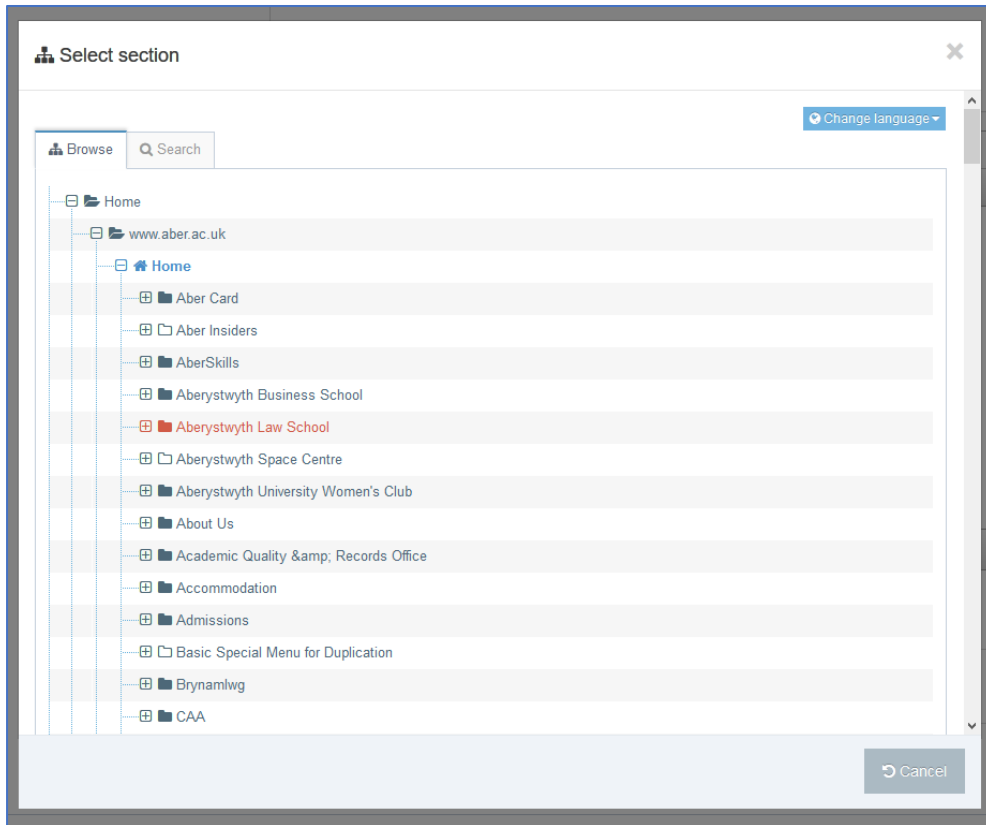 Select section
Change language
Browse
Search
Home
www.aber.ac.uk
Home
Aber Card
Aber Insiders
AberSkills
Aberystwyth Business School
Aberystwyth Law School
Aberystwyth Space Centre
Aberystwyth University Women's Club
About Us
Academic Quality &amp; Records Office
Accommodation
Admissions
Basic Special Menu for Duplication
Brynamlwg
CAA
Cancel